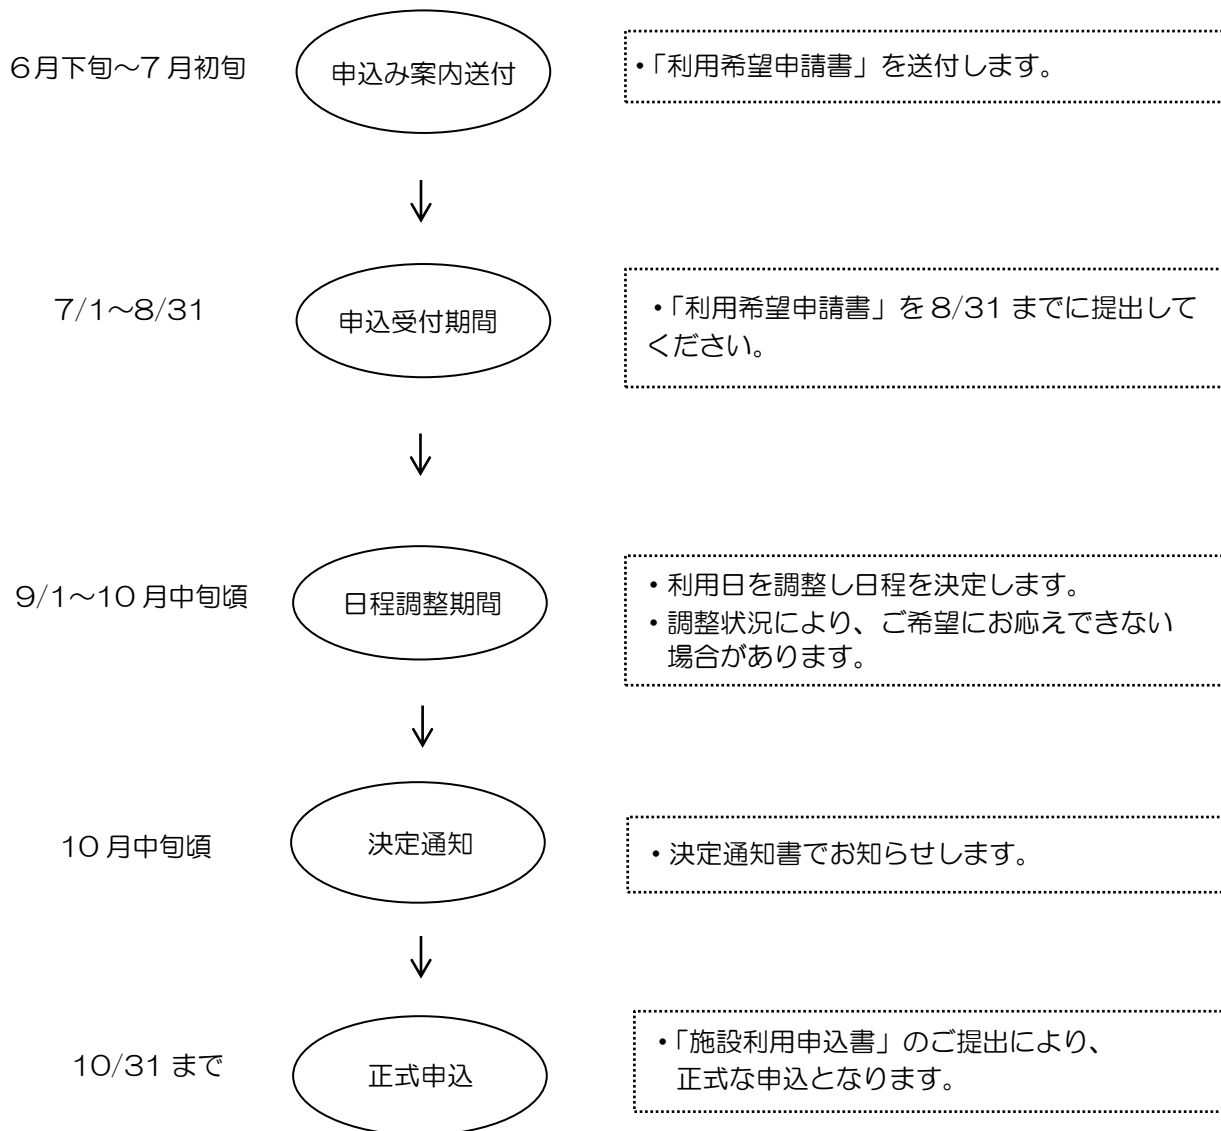 6月下旬～7月初旬
申込み案内送付
・「利用希望申請書」を送付します。
7/1～8/31
申込受付期間
・「利用希望申請書」を8/31 までに提出して
ください。
9/1～10月中旬頃
日程調整期間
・利用日を調整し日程を決定します。
・調整状況により、ご希望にお応えできない
場合があります。
10月中旬頃
決定通知
・決定通知書でお知らせします。
10/31 まで
正式申込
・「施設利用申込書」のご提出により、
正式な申込となります。